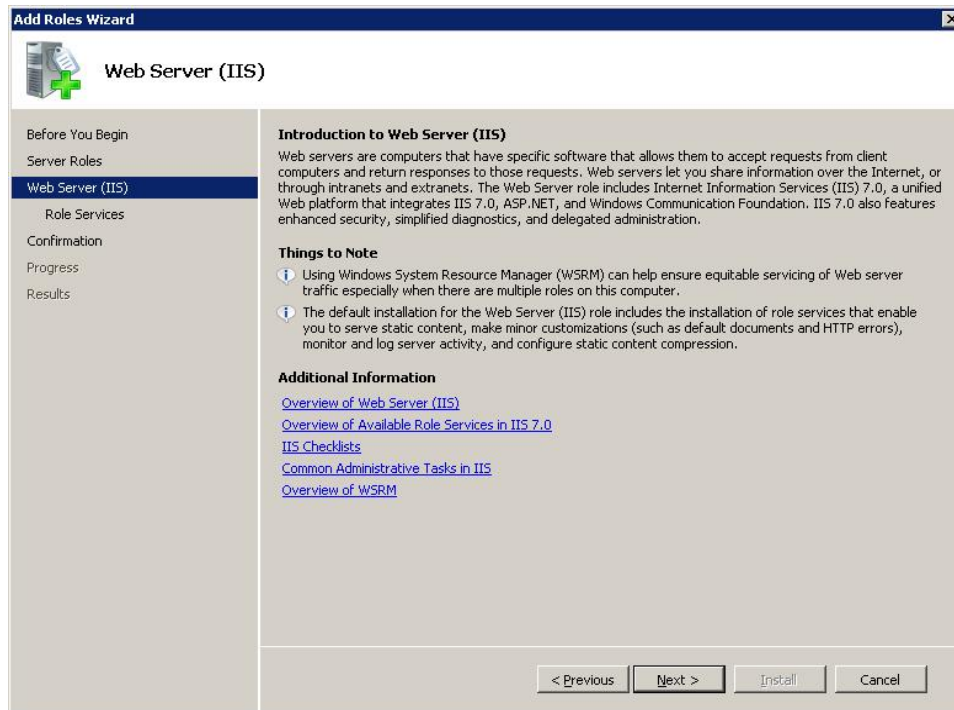 Add Roles Wizard
Web Server (IIS)
Before You Begin
Server Roles
Web Server (IIS)
Role Services
Confirmation
Progress
Results
Introduction to Web Server (IIS)
Web servers are computers that have specific software that allows them to accept requests from client
computers and return responses to those requests. Web servers let you share information over the Internet, or
through intranets and extranets. The Web Server role includes Internet Information Services (IIS) 7.0, a unified
Web platform that integrates IIS 7.0, ASP.NET, and Windows Communication Foundation. IIS 7.0 also features
enhanced security, simplified diagnostics, and delegated administration.
Things to Note
Using Windows System Resource Manager (WSRM) can help ensure equitable servicing of Web server
traffic especially when there are multiple roles on this computer.
The default installation for the Web Server (IIS) role includes the installation of role services that enable
you to serve static content, make minor customizations (such as default documents and HTTP errors),
monitor and log server activity, and configure static content compression.
Additional Information
Overview of Web Server (IIS)
Overview of Available Role Services in IIS 7.0
IIS Checklists
Common Administrative Tasks in IIS
Overview of WSRM
< Previous
Next >
Install
Cancel